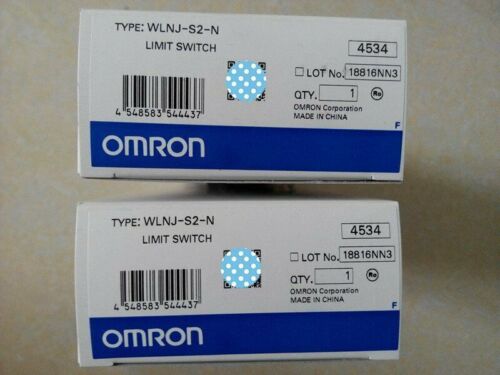 TYPE: WLNJ-S2-N
LIMIT SWITCH
4534
LOT No. 18816NN3
QTY. 1 Ro
4 548583 544437
OMRON Corporation
MADE IN CHINA
F
OMRON
TYPE: WLNJ-S2-N
LIMIT SWITCH
4534
LOT No. 18816NN3
QTY. 1 Ro
4 548583 544437
OMRON Corporation
MADE IN CHINA
F
OMRON